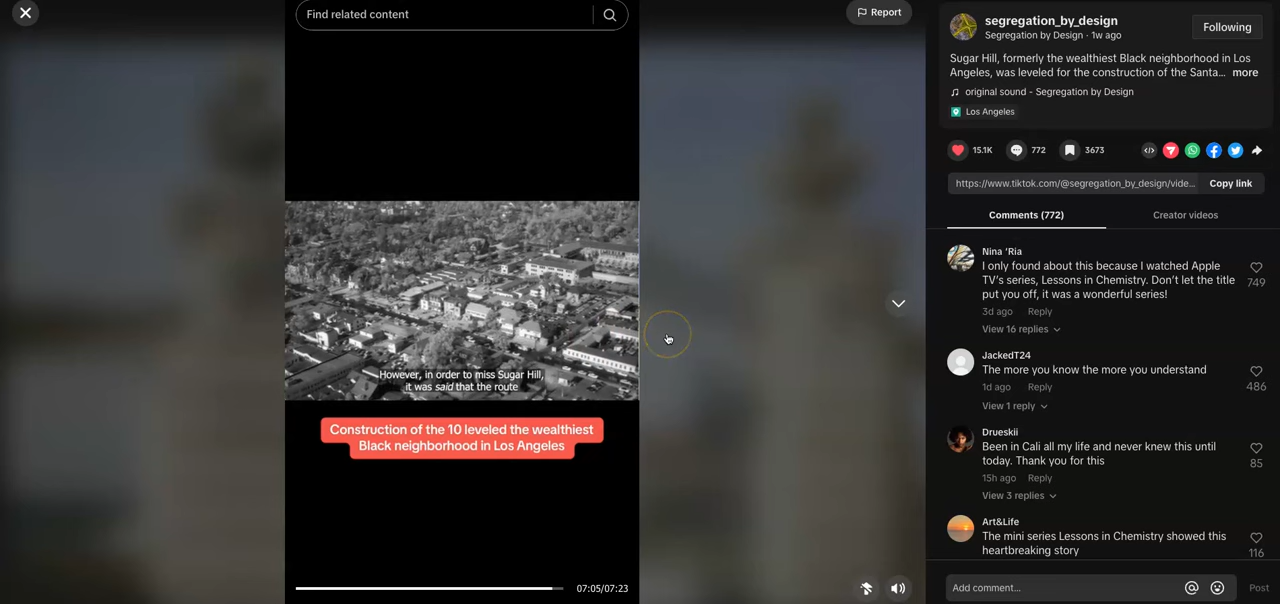 Find related content
Report
However, in order to miss Sugar Hill,
it was said that the route
Construction of the 10 leveled the wealthiest
Black neighborhood in Los Angeles
07:05/07:23
segregation_by_design
Segregation by Design · 1w ago
Following
Sugar Hill, formerly the wealthiest Black neighborhood in Los
Angeles, was leveled for the construction of the Santa... more
original sound - Segregation by Design
Los Angeles
15.1K
772
3673
https://www.tiktok.com/@segregation_by_design/vide...
Copy link
Comments (772)
Creator videos
Nina 'Ria
I only found about this because I watched Apple
TV's series, Lessons in Chemistry. Don't let the title
put you off, it was a wonderful series!
749
3d ago Reply
View 16 replies
JackedT24
The more you know the more you understand
486
1d ago Reply
View 1 reply
Drueskii
Been in Cali all my life and never knew this until
today. Thank you for this
85
15h ago Reply
View 3 replies
Art&Life
The mini series Lessons in Chemistry showed this
heartbreaking story
116
Add comment...
Post